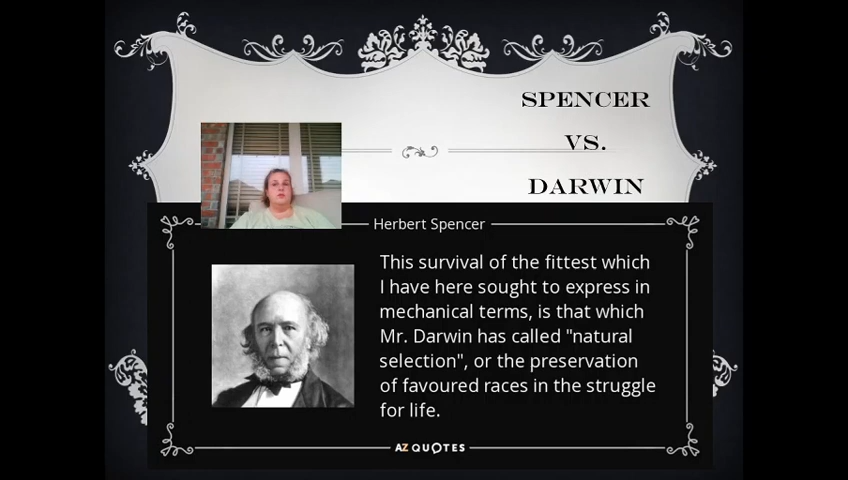 SPENCER
VS.
DARWIN
Herbert Spencer
This survival of the fittest which
I have here sought to express in
mechanical terms, is that which
Mr. Darwin has called "natural
selection", or the preservation
of favoured races in the struggle
for life.
AZQUOTES